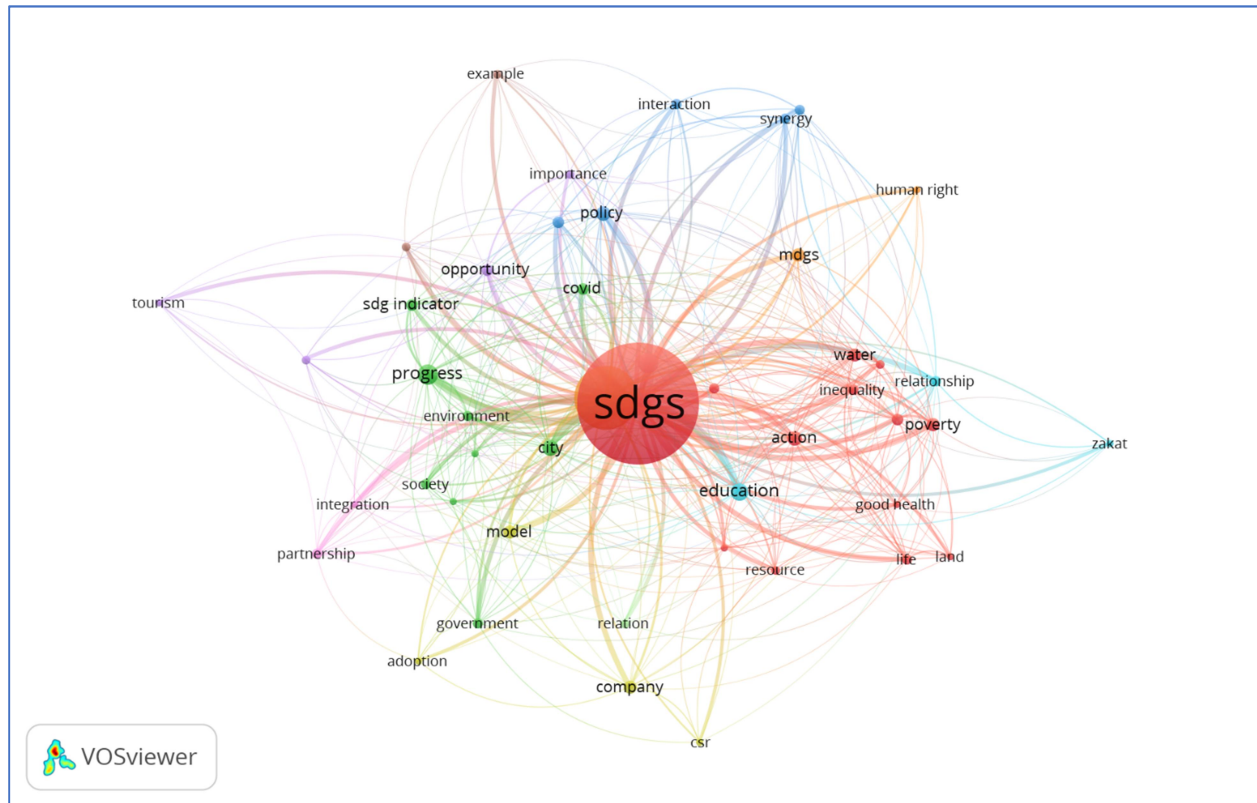 example
interaction
synergy
importance
human right
policy
mdgs
opportunity
covid
tourism
sdg indicator
water
progress
inequality
relationship
sdgs
environment
poverty
action
zakat
city
society
education
integration
good health
model
partnership
life
land
resource
government
relation
adoption
company
csr
VOSviewer